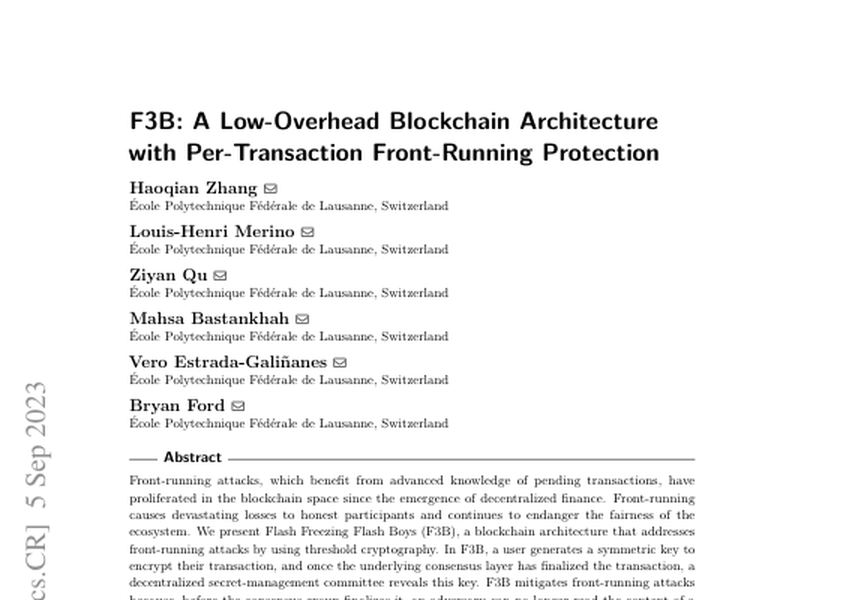 F3B: A Low-Overhead Blockchain Architecture
with Per-Transaction Front-Running Protection
Haoqian Zhang
École Polytechnique Fédérale de Lausanne, Switzerland
Louis-Henri Merino
École Polytechnique Fédérale de Lausanne, Switzerland
Ziyan Qu
École Polytechnique Fédérale de Lausanne, Switzerland
Mahsa Bastankhah
École Polytechnique Fédérale de Lausanne, Switzerland
Vero Estrada-Galiñanes
École Polytechnique Fédérale de Lausanne, Switzerland
Bryan Ford
École Polytechnique Fédérale de Lausanne, Switzerland
Abstract
Front-running attacks, which benefit from advanced knowledge of pending transactions, have
proliferated in the blockchain space since the emergence of decentralized finance. Front-running
causes devastating losses to honest participants and continues to endanger the fairness of the
ecosystem. We present Flash Freezing Flash Boys (F3B), a blockchain architecture that addresses
front-running attacks by using threshold cryptography. In F3B, a user generates a symmetric key to
encrypt their transaction, and once the underlying consensus layer has finalized the transaction, a
decentralized secret-management committee reveals this key. F3B mitigates front-running attacks
cs.CR] 5 Sep 2023